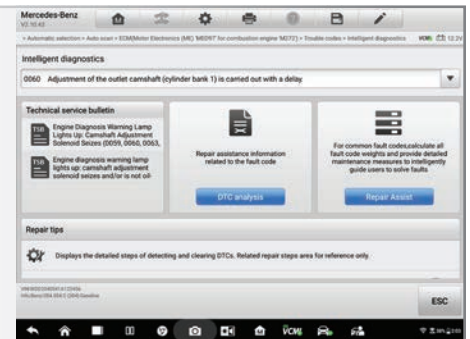 Mercedes-Benz
V2.10.43
> Automatic selection > Auto scan > ECM(Motor Electronics (ME) 'MED97' for combustion engine 'M272') > Trouble codes > Intelligent diagnostics
VCMI 12.2V
Intelligent diagnostics
0060 Adjustment of the outlet camshaft (cylinder bank 1) is carried out with a delay.
Technical service bulletin
TSB Engine Diagnosis Warning Lamp
Lights Up: Camshaft Adjustment
Solenoid Seizes (0059, 0060, 0063,
TSB Engine diagnosis warning lamp
lights up: camshaft adjustment
solenoid seizes and/or is not oil-
Repair assistance information
related to the fault code
DTC analysis
For common fault codes,calculate all
fault code weights and provide detailed
maintenance measures to intelligently
guide users to solve faults
Repair Assist
Repair tips
Displays the detailed steps of detecting and clearing DTCs. Related repair steps area for reference only.
ESC
VCMI